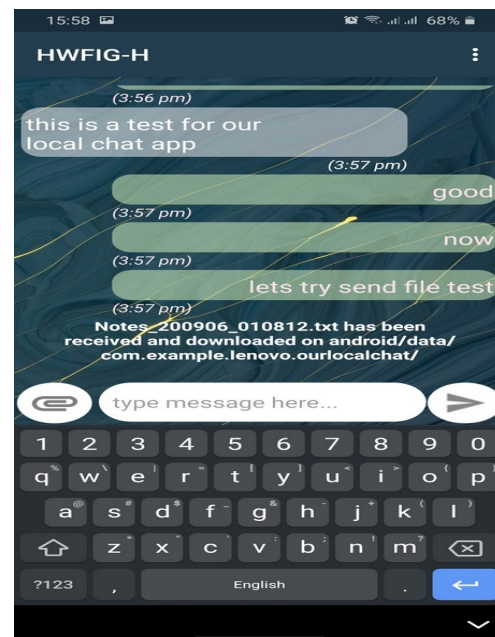 15:58 68%
HWFIG-H
(3:56 pm)
this is a test for our
local chat app
(3:57 pm)
good
(3:57 pm)
now
(3:57 pm)
lets try send file test
(3:57 pm)
Notes_200906_010812.txt has been
received and downloaded on android/data/
com.example.lenovo.ourlocalchat/
type message here...
1 2 3 4 5 6 7 8 9 0
q w e r t y u i o p
a s d f g h j k l
z x c v b n m
?123 , English .